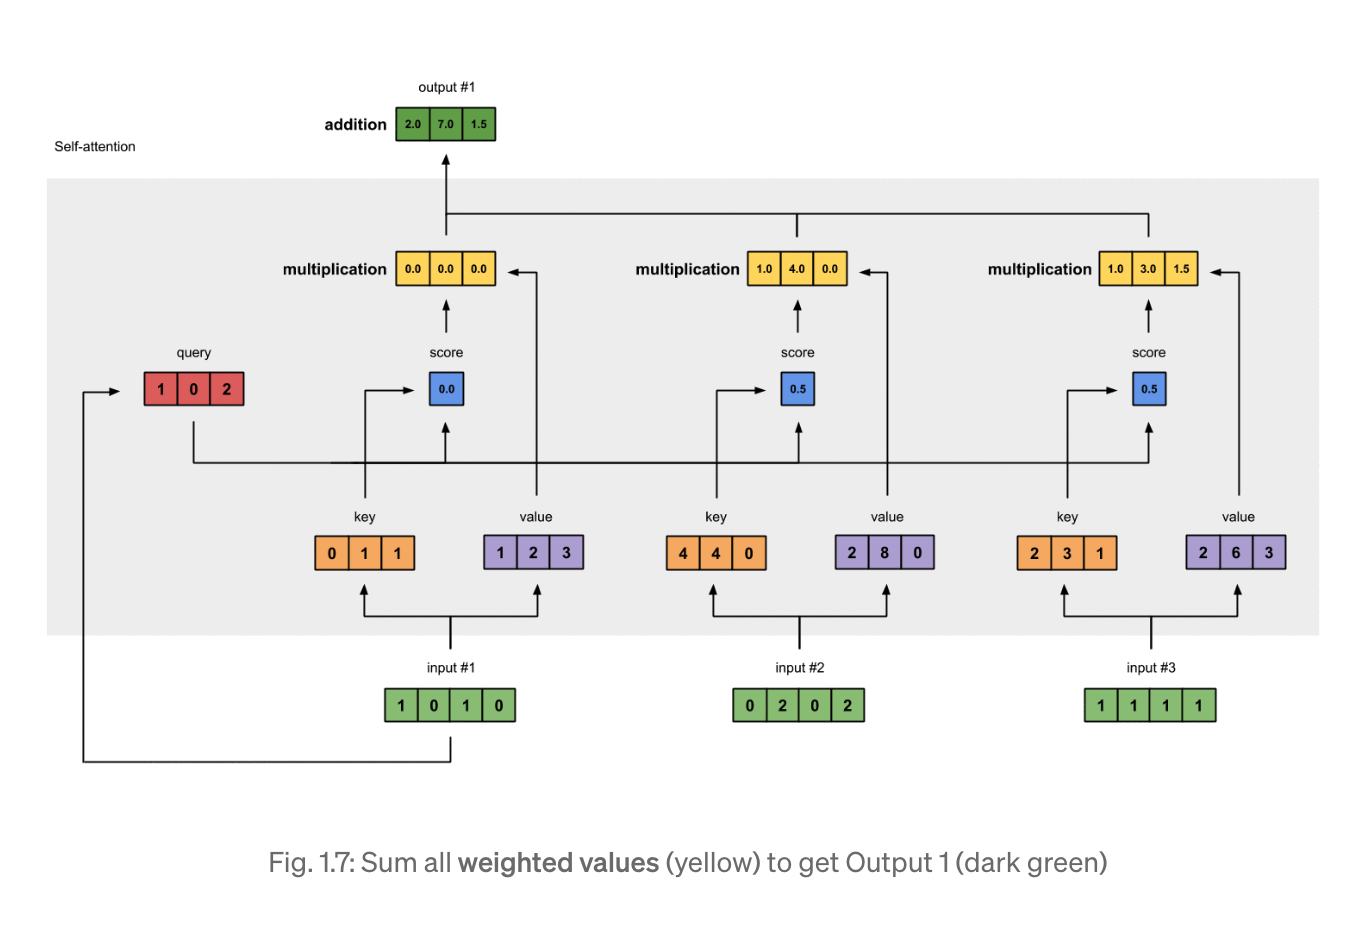 output #1
addition 2.0 7.0 1.5
Self-attention
multiplication 0.0 0.0 0.0 multiplication 1.0 4.0 0.0 multiplication 1.0 3.0 1.5
query score score score
1 0 2 0.0 0.5 0.5
key value key value key value
0 1 1 1 2 3 4 4 0 2 8 0 2 3 1 2 6 3
input #1 input #2 input #3
1 0 1 0 0 2 0 2 1 1 1 1
Fig. 1.7: Sum all weighted values (yellow) to get Output 1 (dark green)